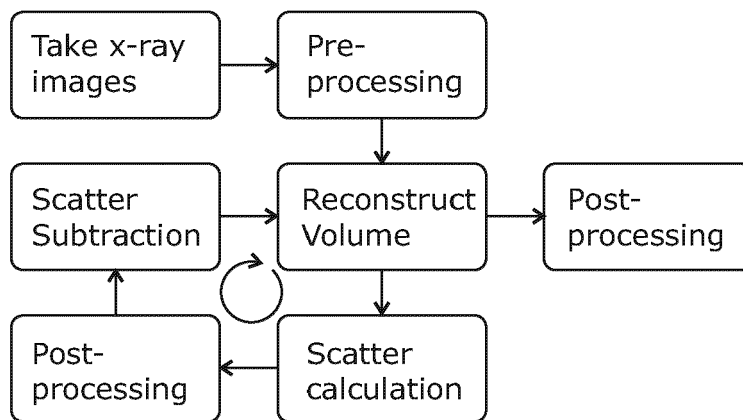 Take x-ray
images
Pre-
processing
Scatter
Subtraction
Reconstruct
Volume
Post-
processing
Post-
processing
Scatter
calculation